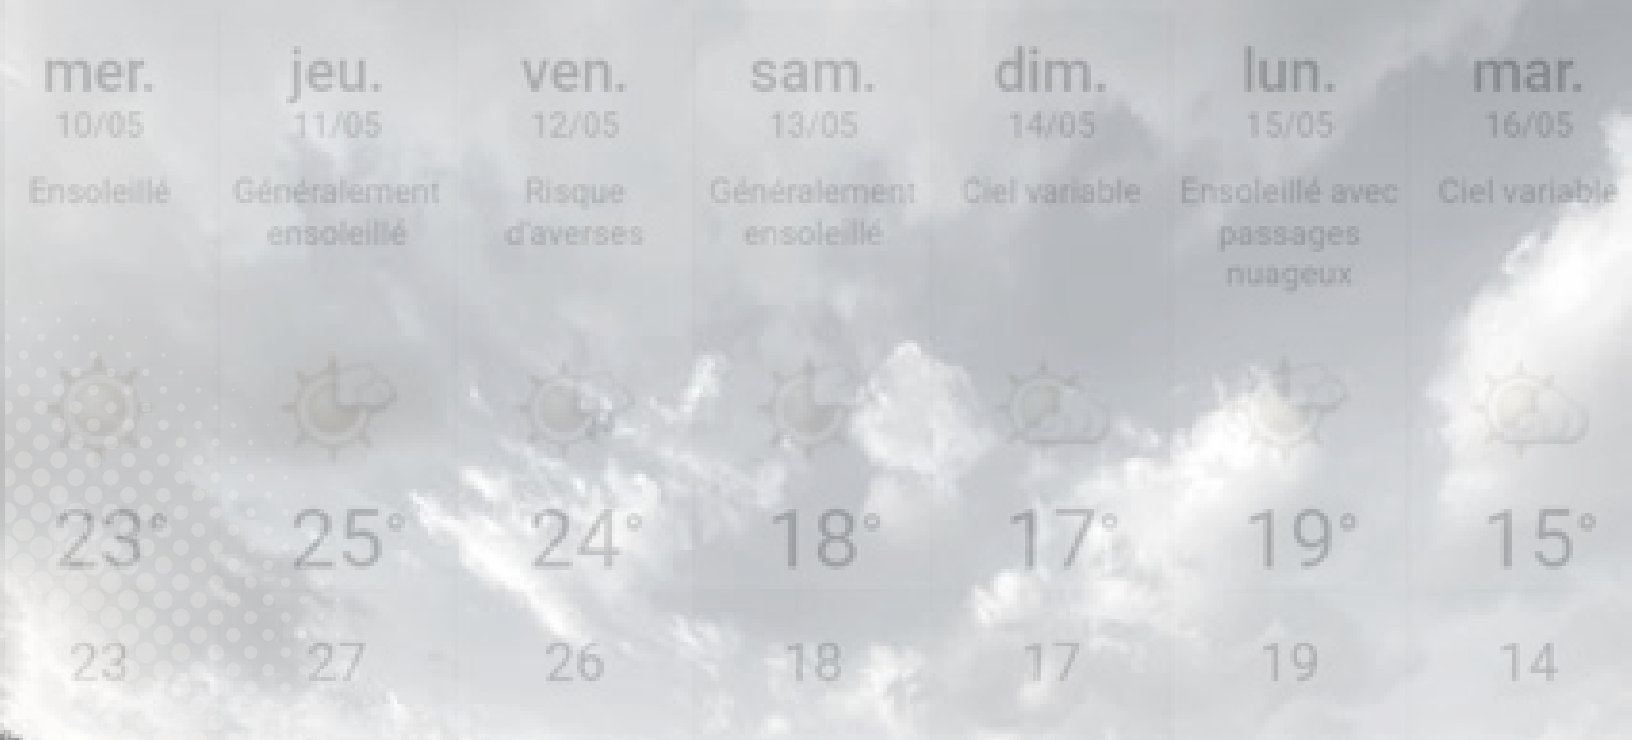 mer. jeu. ven. sam. dim. lun. mar.
10/05 11/05 12/05 13/05 14/05 15/05 16/05
Ensoleillé Généralement Risque Généralement Ciel variable Ensoleillé avec Ciel variable
ensoleillé d'averses ensoleillé passages
nuageux
23° 25° 24° 18° 17° 19° 15°
23 27 26 18 17 19 14